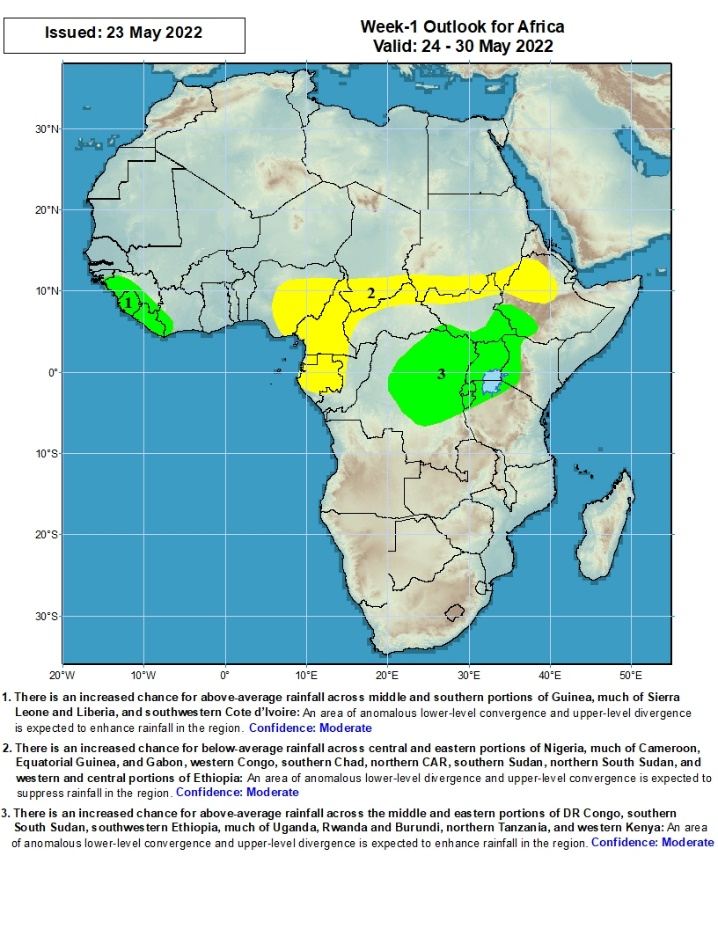 Issued: 23 May 2022
Week-1 Outlook for Africa
Valid: 24 - 30 May 2022
30°N
20°N
10°N
0°
10°S
20°S
30°S
20°W
10°W
0°
10°E
20°E
30°E
40°E
50°E
1
2
3
1. There is an increased chance for above-average rainfall across middle and southern portions of Guinea, much of Sierra
Leone and Liberia, and southwestern Cote d'Ivoire: An area of anomalous lower-level convergence and upper-level divergence
is expected to enhance rainfall in the region. Confidence: Moderate
2. There is an increased chance for below-average rainfall across central and eastern portions of Nigeria, much of Cameroon,
Equatorial Guinea, and Gabon, western Congo, southern Chad, northern CAR, southern Sudan, northern South Sudan, and
western and central portions of Ethiopia: An area of anomalous lower-level divergence and upper-level convergence is expected to
suppress rainfall in the region. Confidence: Moderate
3. There is an increased chance for above-average rainfall across the middle and eastern portions of DR Congo, southern
South Sudan, southwestern Ethiopia, much of Uganda, Rwanda and Burundi, northern Tanzania, and western Kenya: An area
of anomalous lower-level convergence and upper-level divergence is expected to enhance rainfall in the region. Confidence: Moderate